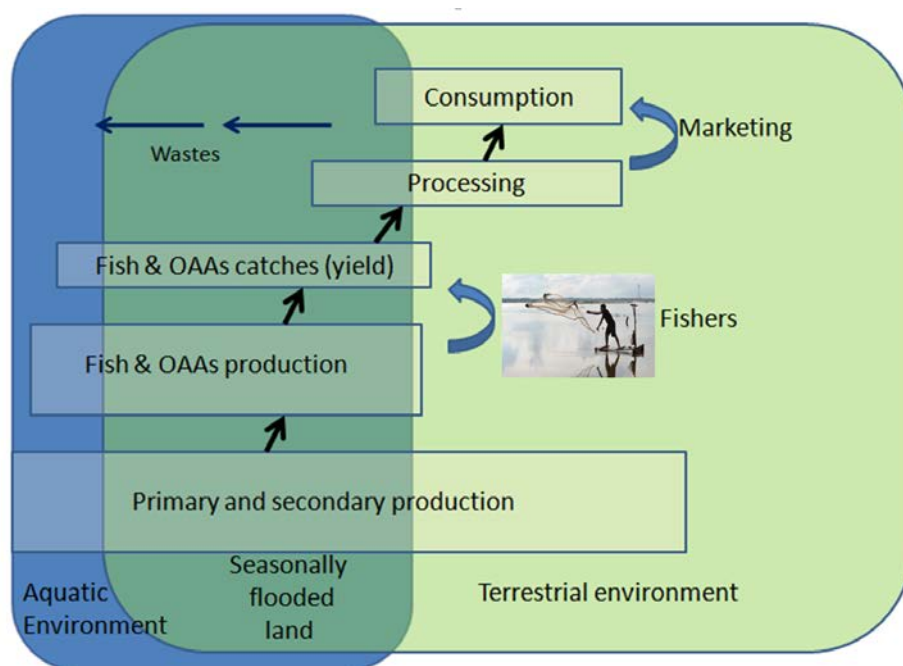 Consumption
Marketing
Wastes
Processing
Fish & OAAs catches (yield)
Fishers
Fish & OAAs production
Primary and secondary production
Seasonally
flooded
land
Aquatic
Environment
Terrestrial environment